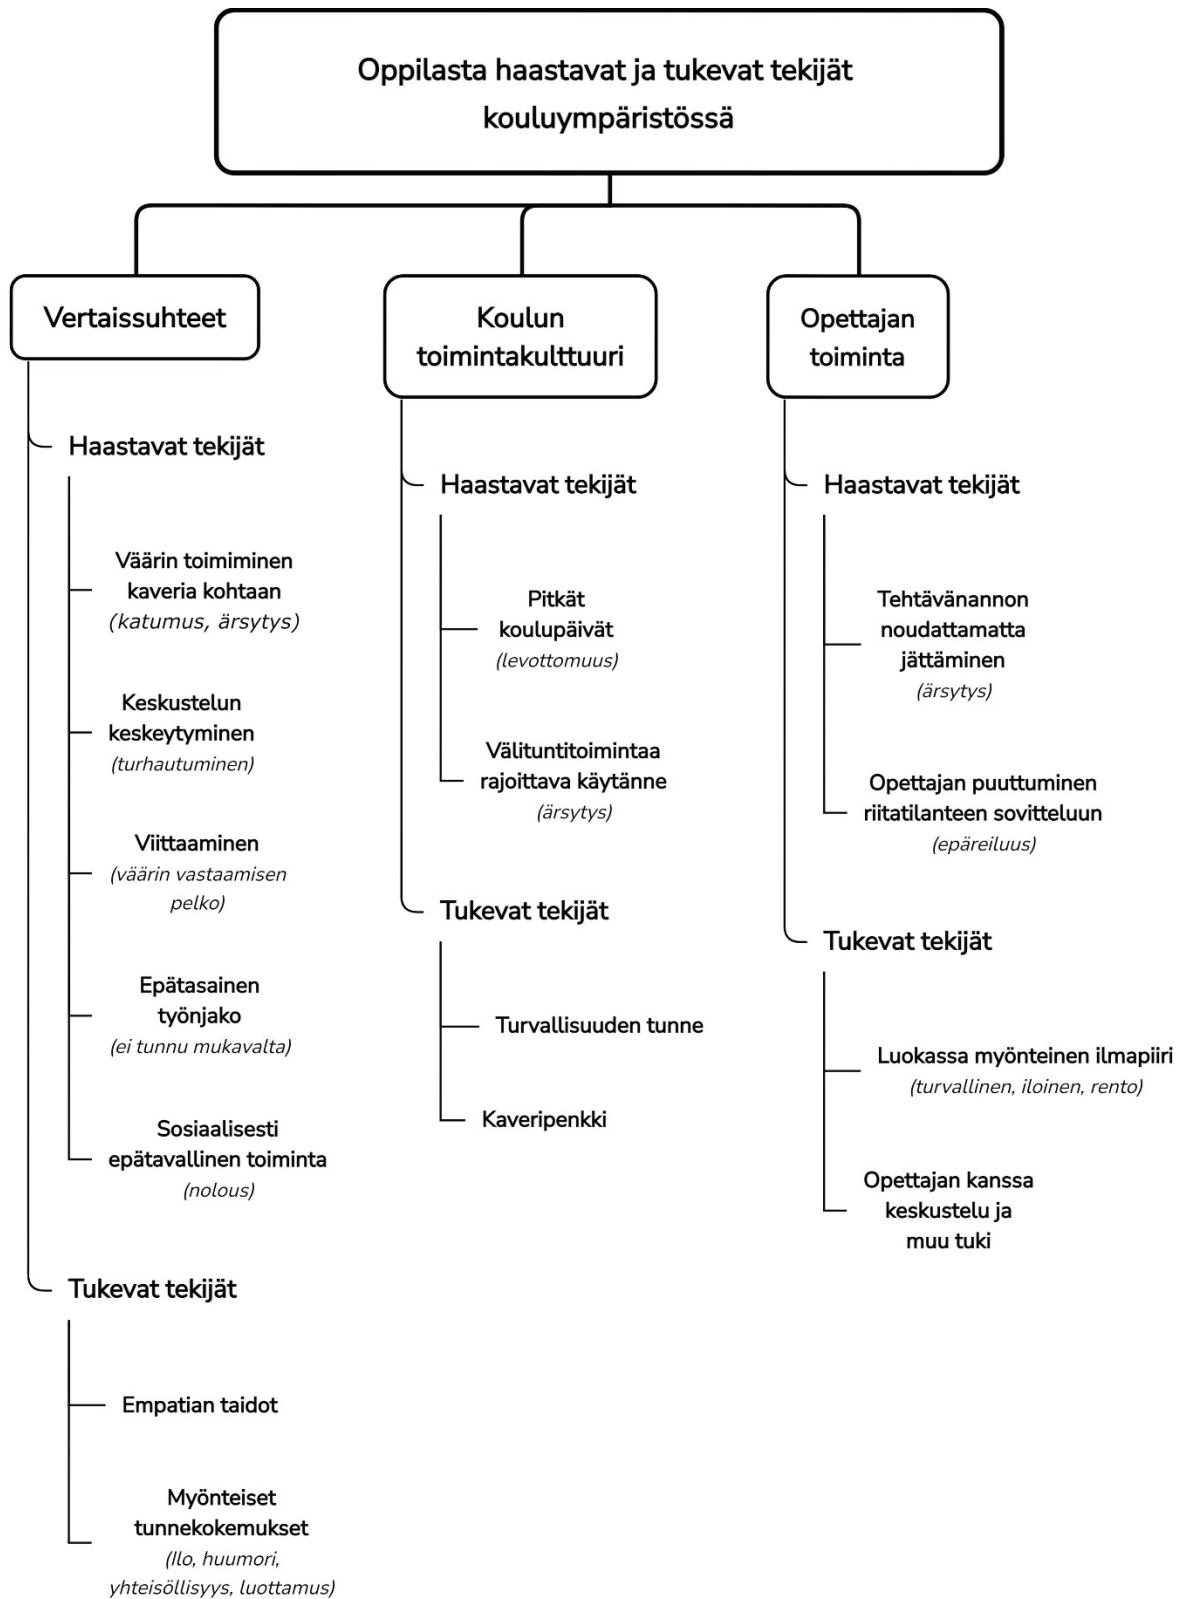 Oppilasta haastavat ja tukevat tekijät
kouluympäristössä
Vertaissuhteet
Haastavat tekijät
Väärin toimiminen
kaveria kohtaan
(katumus, ärsytys)
Keskustelun
keskeytyminen
(turhautuminen)
Viittaaminen
(väärin vastaamisen
pelko)
Epätasainen
työnjako
(ei tunnu mukavalta)
Sosiaalisesti
epätavallinen toiminta
(nolous)
Tukevat tekijät
Empatian taidot
Myönteiset
tunnekokemukset
(Ilo, huumori,
yhteisöllisyys, luottamus)
Koulun
toimintakulttuuri
Haastavat tekijät
Pitkät
koulupäivät
(levottomuus)
Välituntitoimintaa
rajoittava käytänne
(ärsytys)
Tukevat tekijät
Turvallisuuden tunne
Kaveripenkki
Opettajan
toiminta
Haastavat tekijät
Tehtävänannon
noudattamatta
jättäminen
(ärsytys)
Opettajan puuttuminen
riitatilanteen sovitteluun
(epäreiluus)
Tukevat tekijät
Luokassa myönteinen ilmapiiri
(turvallinen, iloinen, rento)
Opettajan kanssa
keskustelu ja
muu tuki